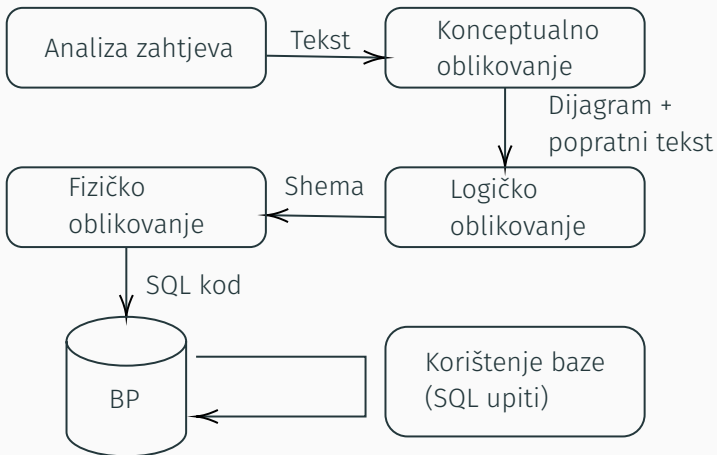 Analiza zahtjeva
Tekst
Konceptualno
oblikovanje
Dijagram +
popratni tekst
Fizičko
oblikovanje
Shema
Logičko
oblikovanje
SQL kod
BP
Korištenje baze
(SQL upiti)